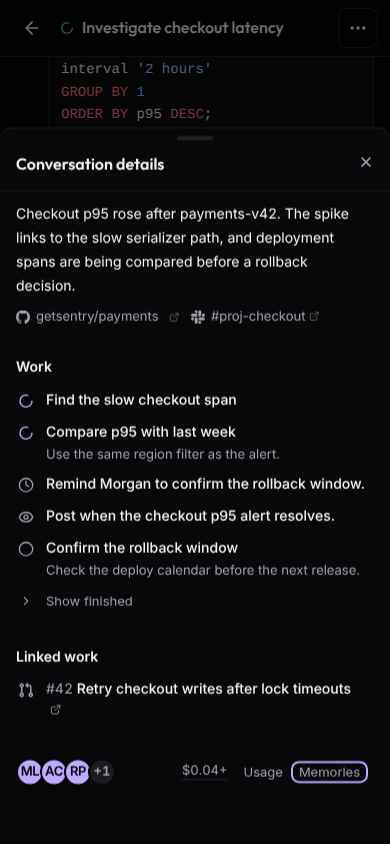 Investigate checkout latency
interval '2 hours'
GROUP BY 1
ORDER BY p95 DESC;
Conversation details
Checkout p95 rose after payments-v42. The spike
links to the slow serializer path, and deployment
spans are being compared before a rollback
decision.
getsentry/payments #proj-checkout
Work
Find the slow checkout span
Compare p95 with last week
Use the same region filter as the alert.
Remind Morgan to confirm the rollback window.
Post when the checkout p95 alert resolves.
Confirm the rollback window
Check the deploy calendar before the next release.
Show finished
Linked work
#42 Retry checkout writes after lock timeouts
ML AC RP +1 $0.04+ Usage Memories